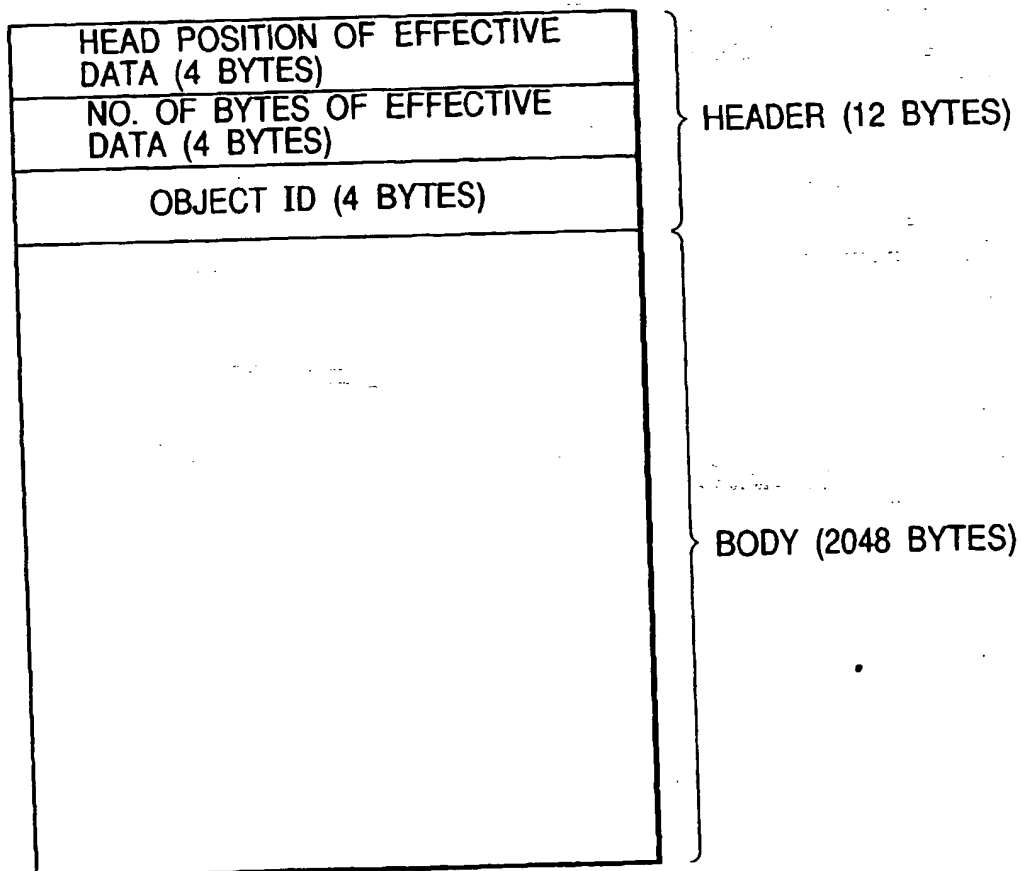 HEAD POSITION OF EFFECTIVE
DATA (4 BYTES)
NO. OF BYTES OF EFFECTIVE
DATA (4 BYTES)
OBJECT ID (4 BYTES)
HEADER (12 BYTES)
BODY (2048 BYTES)